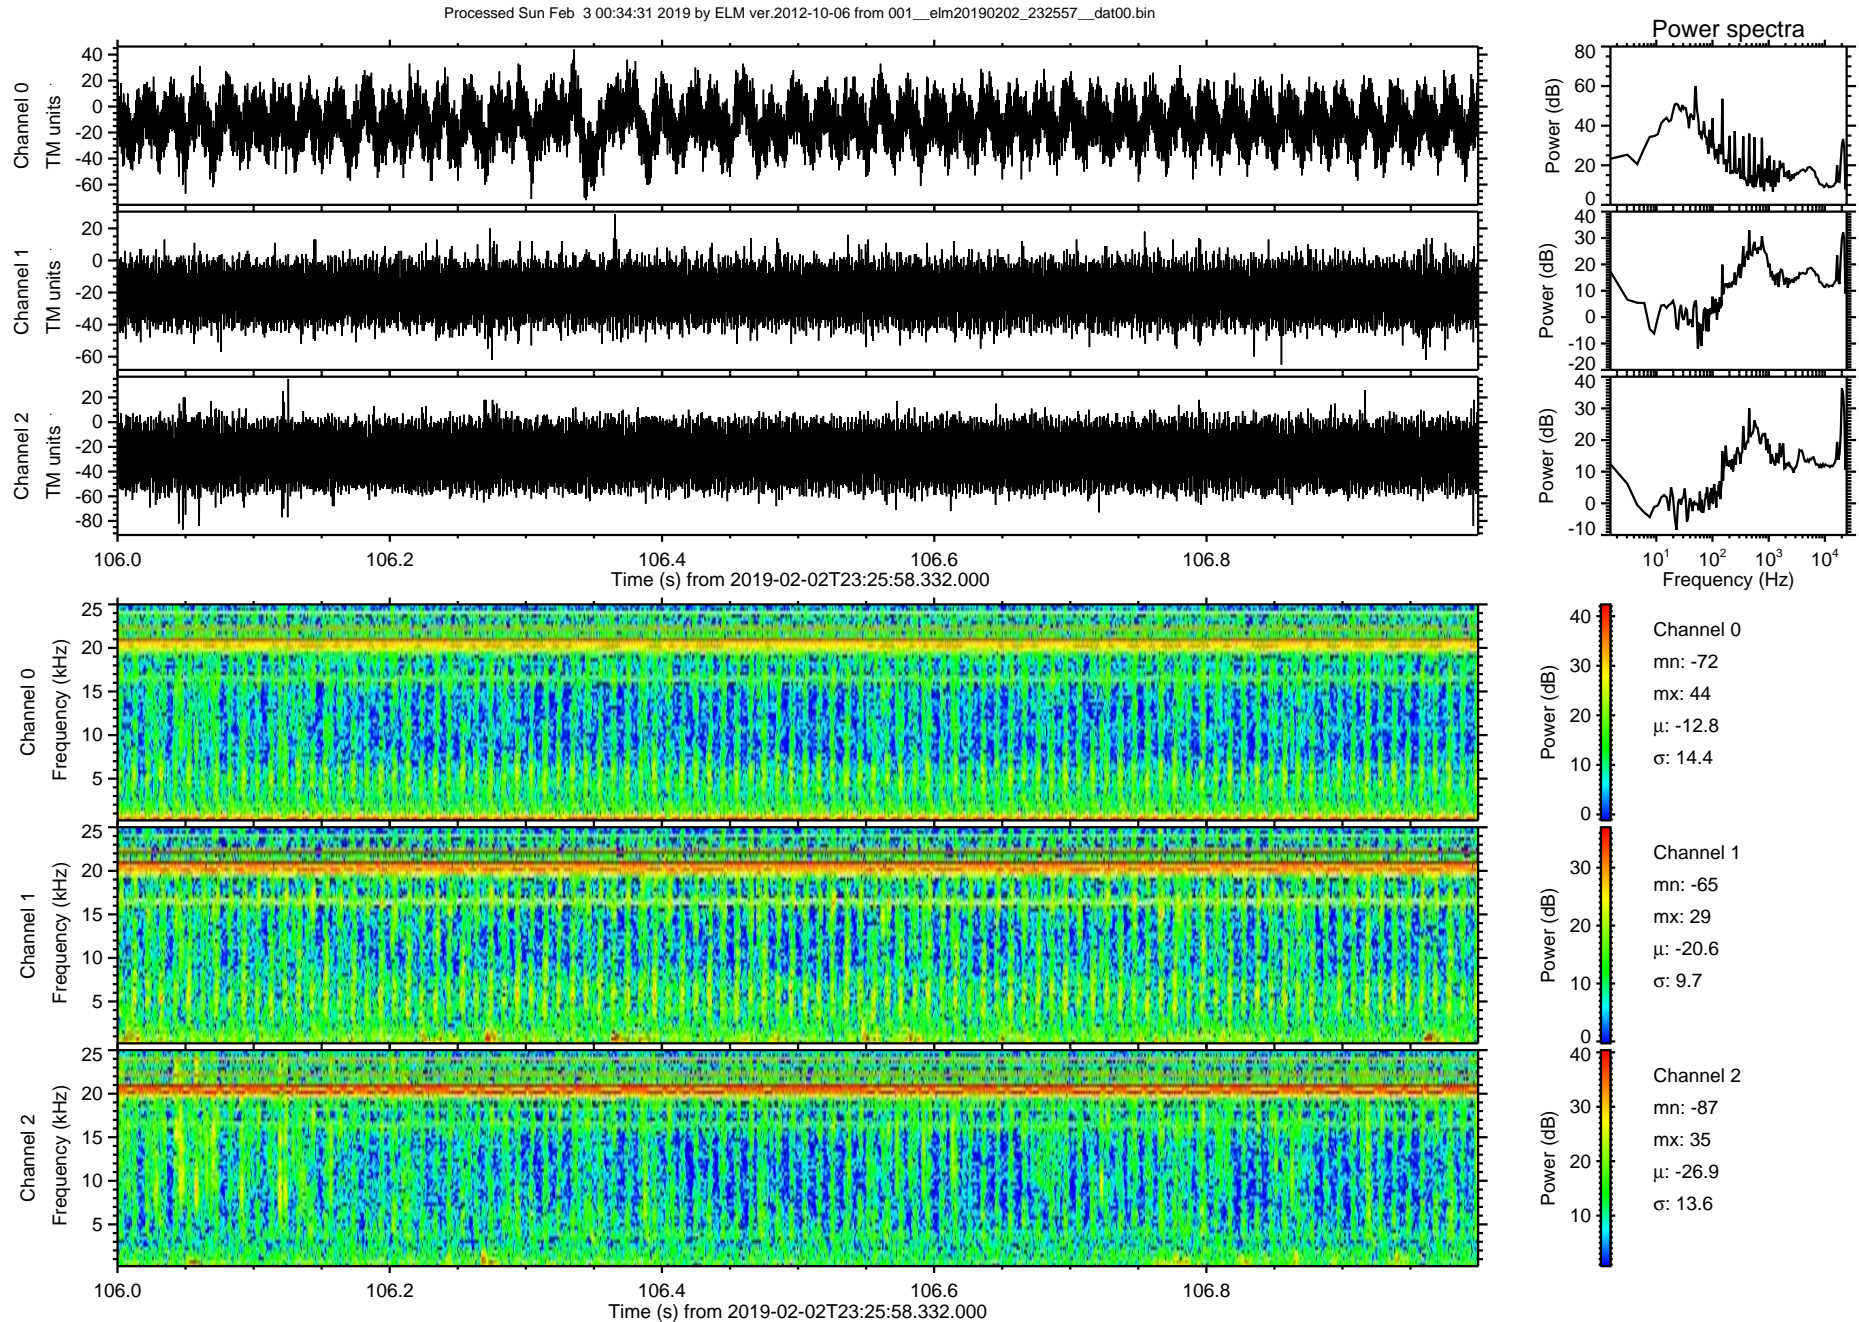 Processed Sun Feb  3 00:34:31 2019 by ELM ver.2012-10-06 from 001__elm20190202_232557__dat00.bin
Power spectra
Channel 0
TM units
40
20
0
-20
-40
-60
Power (dB)
80
60
40
20
0
Channel 1
TM units
20
0
-20
-40
-60
Power (dB)
40
30
20
10
0
-10
-20
Channel 2
TM units
20
0
-20
-40
-60
-80
Power (dB)
40
30
20
10
0
-10
106.0 106.2 106.4 106.6 106.8
Time (s) from 2019-02-02T23:25:58.332.000
10¹ 10² 10³ 10⁴
Frequency (Hz)
Channel 0
Frequency (kHz)
25
20
15
10
5
Power (dB)
40
30
20
10
0
Channel 0
mn: -72
mx: 44
μ: -12.8
σ: 14.4
Channel 1
Frequency (kHz)
25
20
15
10
5
Power (dB)
30
20
10
0
Channel 1
mn: -65
mx: 29
μ: -20.6
σ: 9.7
Channel 2
Frequency (kHz)
25
20
15
10
5
Power (dB)
40
30
20
10
Channel 2
mn: -87
mx: 35
μ: -26.9
σ: 13.6
106.0 106.2 106.4 106.6 106.8
Time (s) from 2019-02-02T23:25:58.332.000